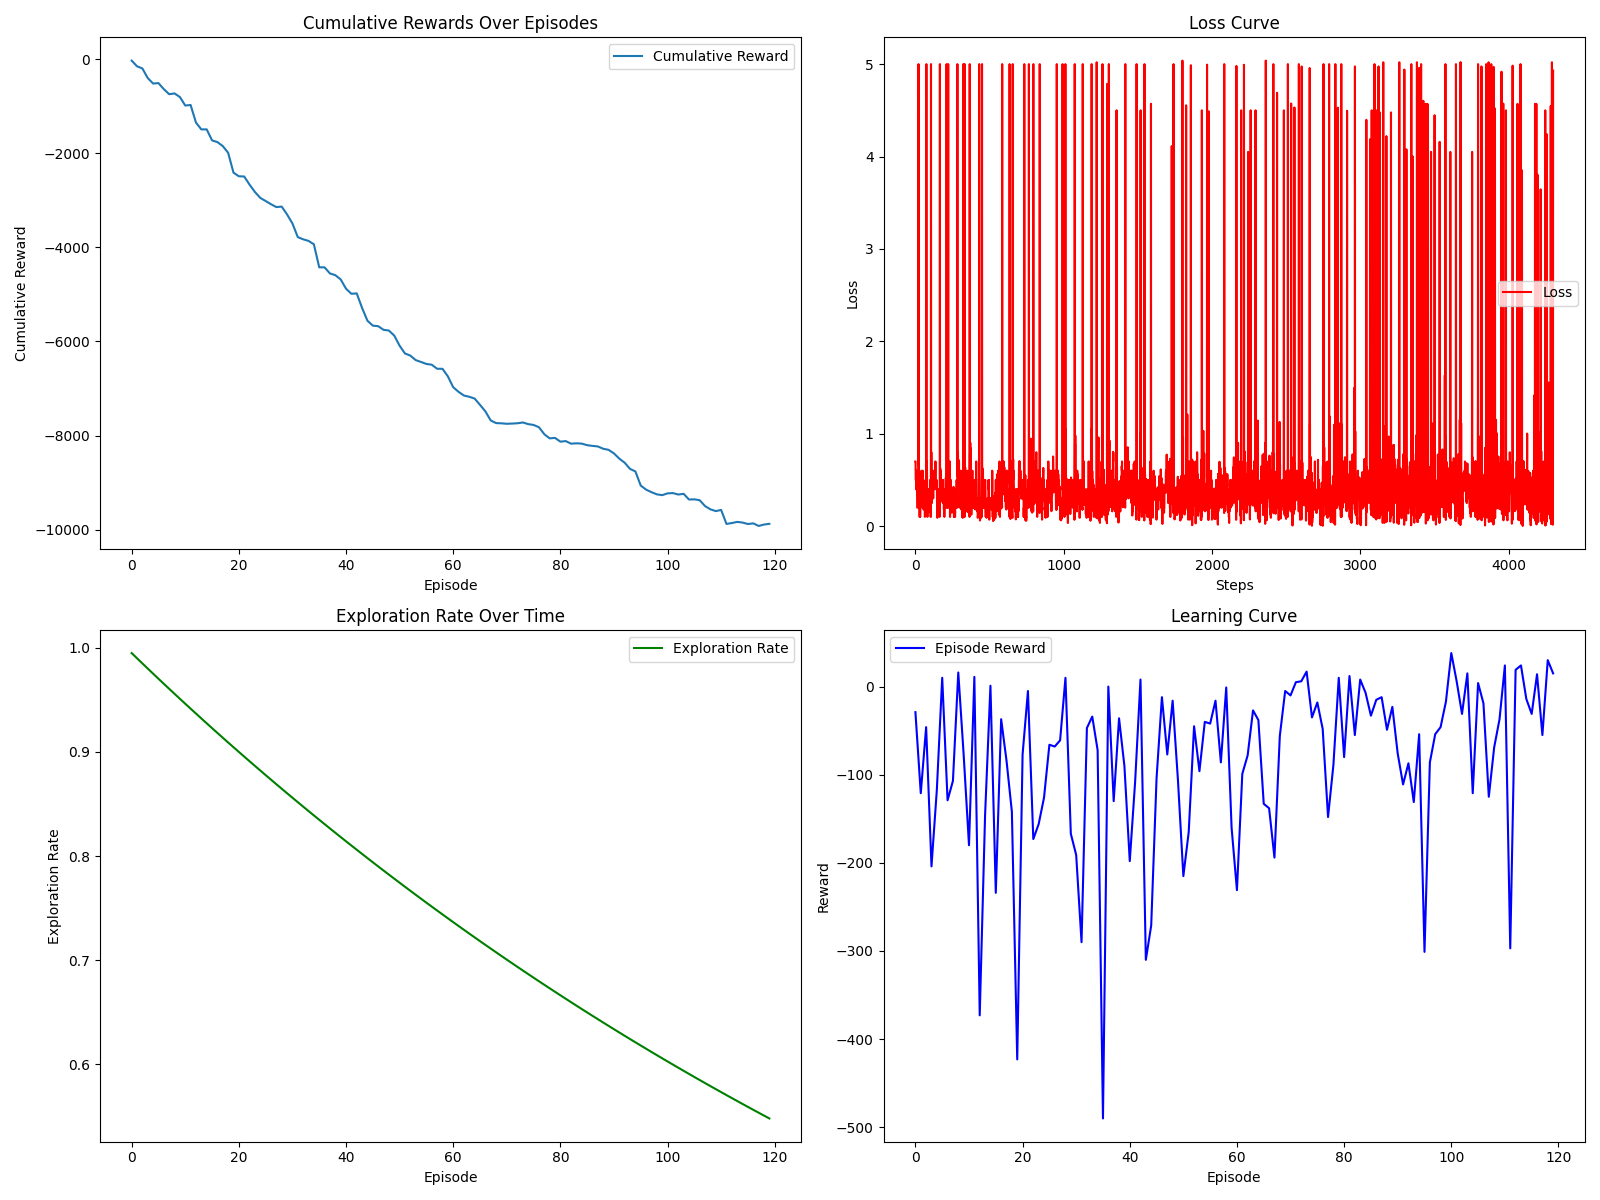 Cumulative Rewards Over Episodes
Cumulative Reward
0
−2000
−4000
−6000
−8000
−10000
Cumulative Reward
0 20 40 60 80 100 120
Episode
Loss Curve
Loss
5
4
3
2
1
0
Loss
0 1000 2000 3000 4000
Steps
Exploration Rate Over Time
Exploration Rate
1.0
0.9
0.8
0.7
0.6
Exploration Rate
0 20 40 60 80 100 120
Episode
Learning Curve
Episode Reward
0
−100
−200
−300
−400
−500
Reward
0 20 40 60 80 100 120
Episode